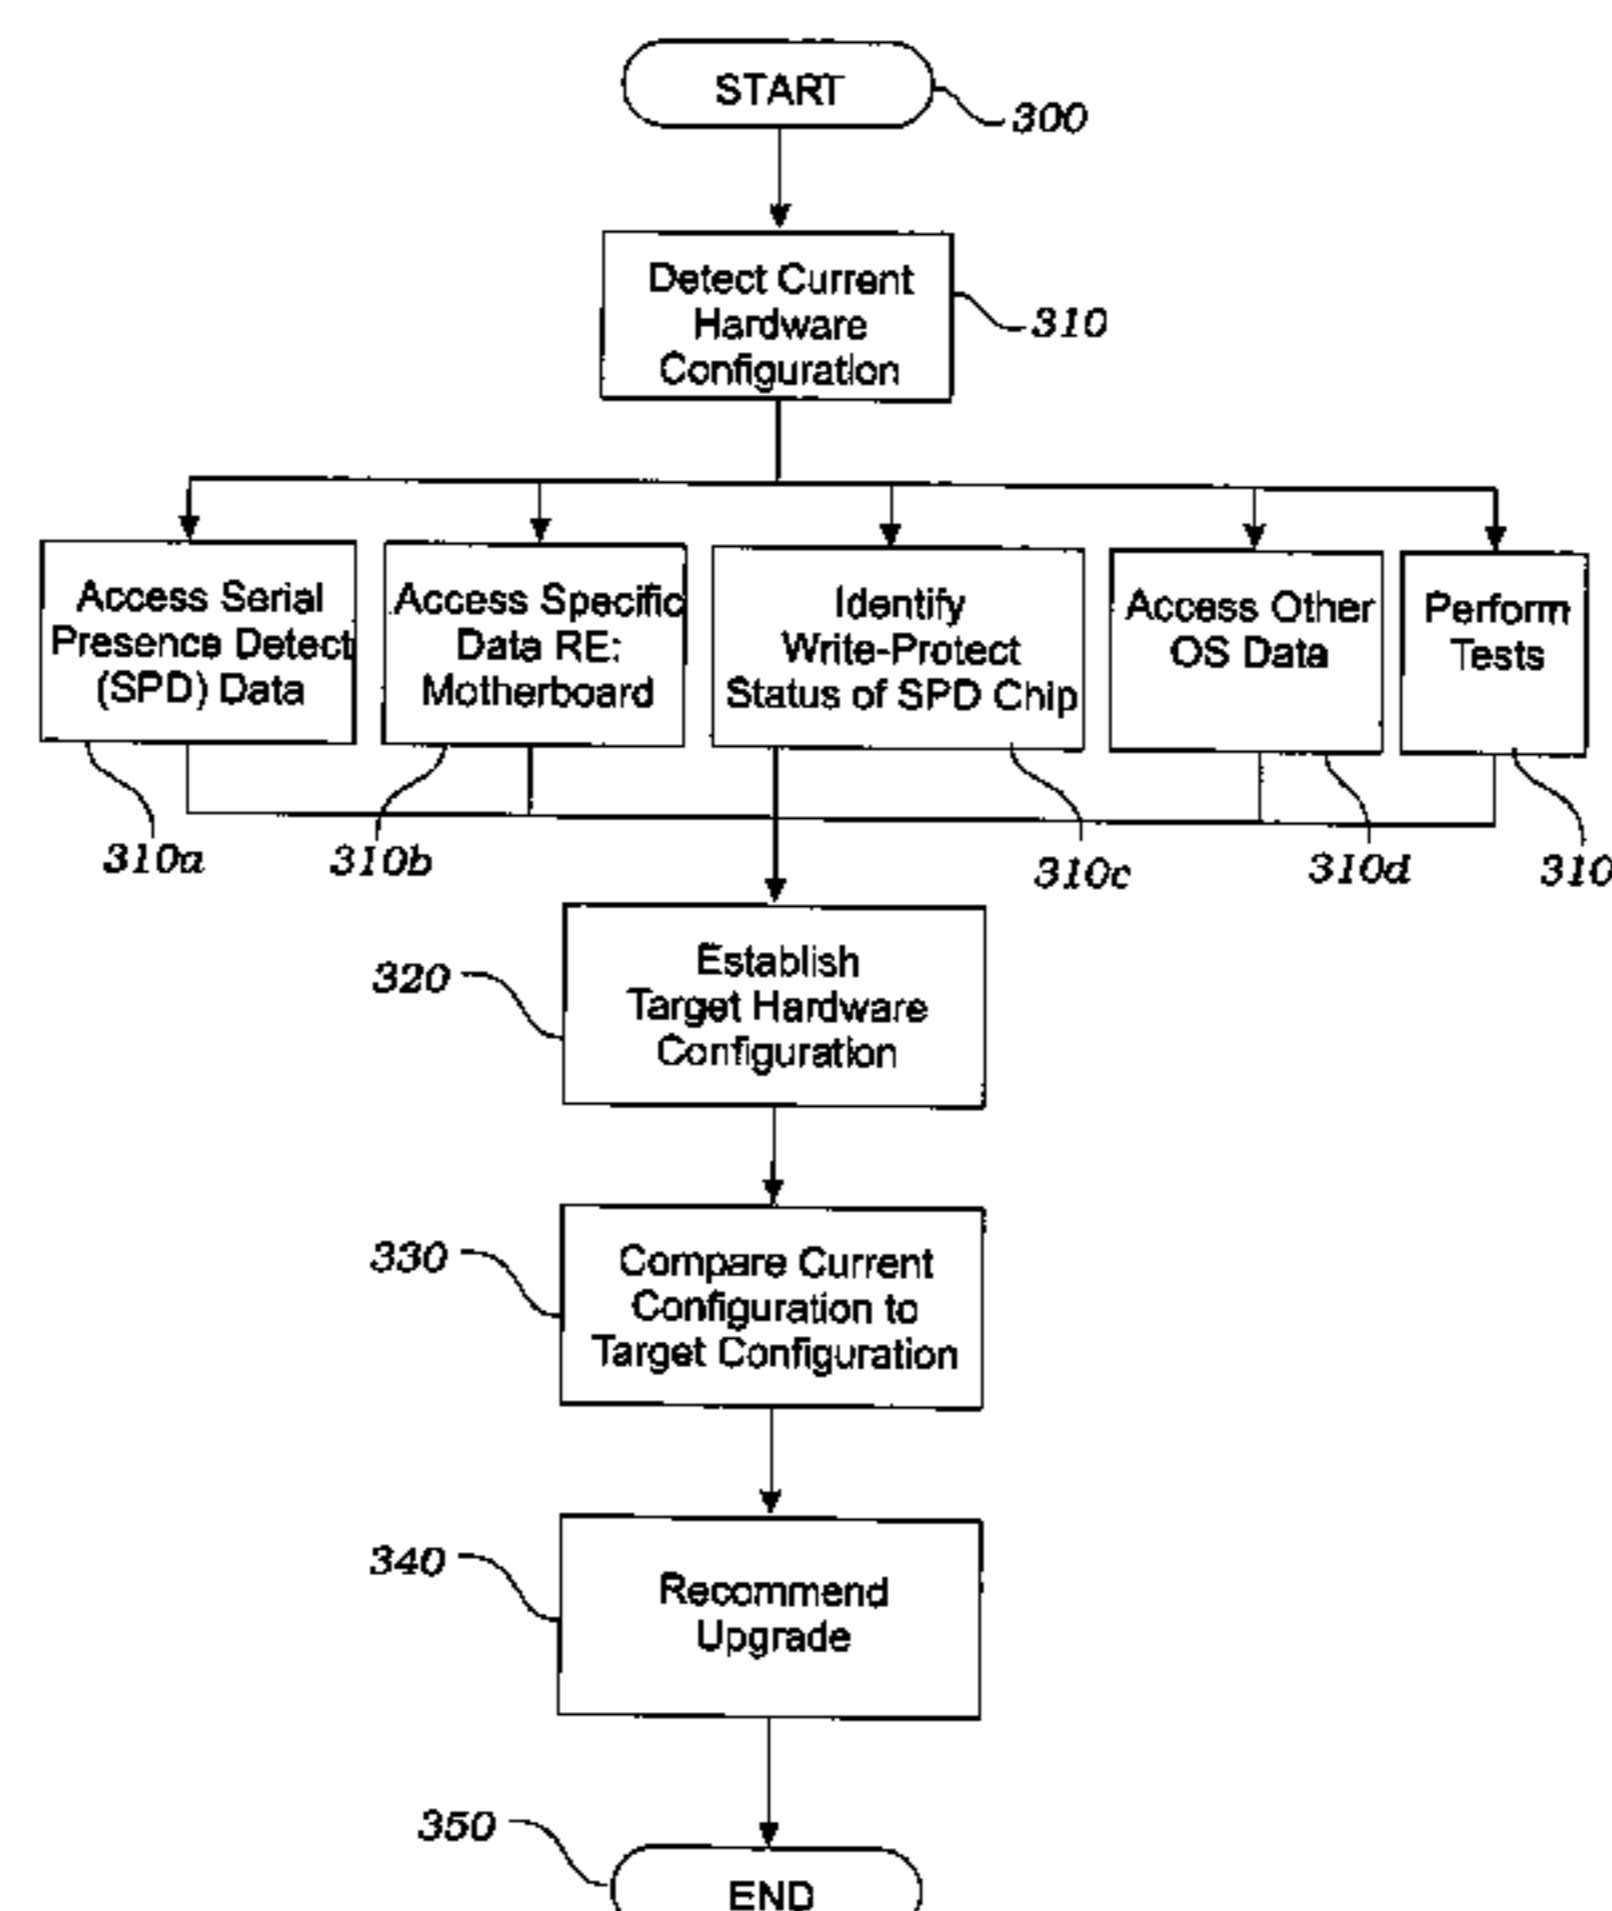 START
300
Detect Current
Hardware
Configuration
310
Access Serial
Presence Detect
(SPD) Data
Access Specific
Data RE:
Motherboard
Identify
Write-Protect
Status of SPD Chip
Access Other
OS Data
Perform
Tests
310a
310b
310c
310d
310
Establish
Target Hardware
Configuration
320
Compare Current
Configuration to
Target Configuration
330
Recommend
Upgrade
340
350
END